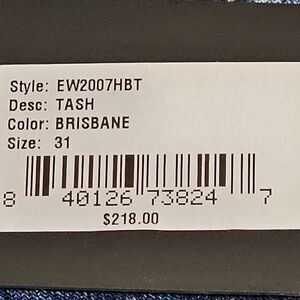 Style: EW2007HBT
Desc: TASH
Color: BRISBANE
Size: 31
8 40126 73824 7
$218.00